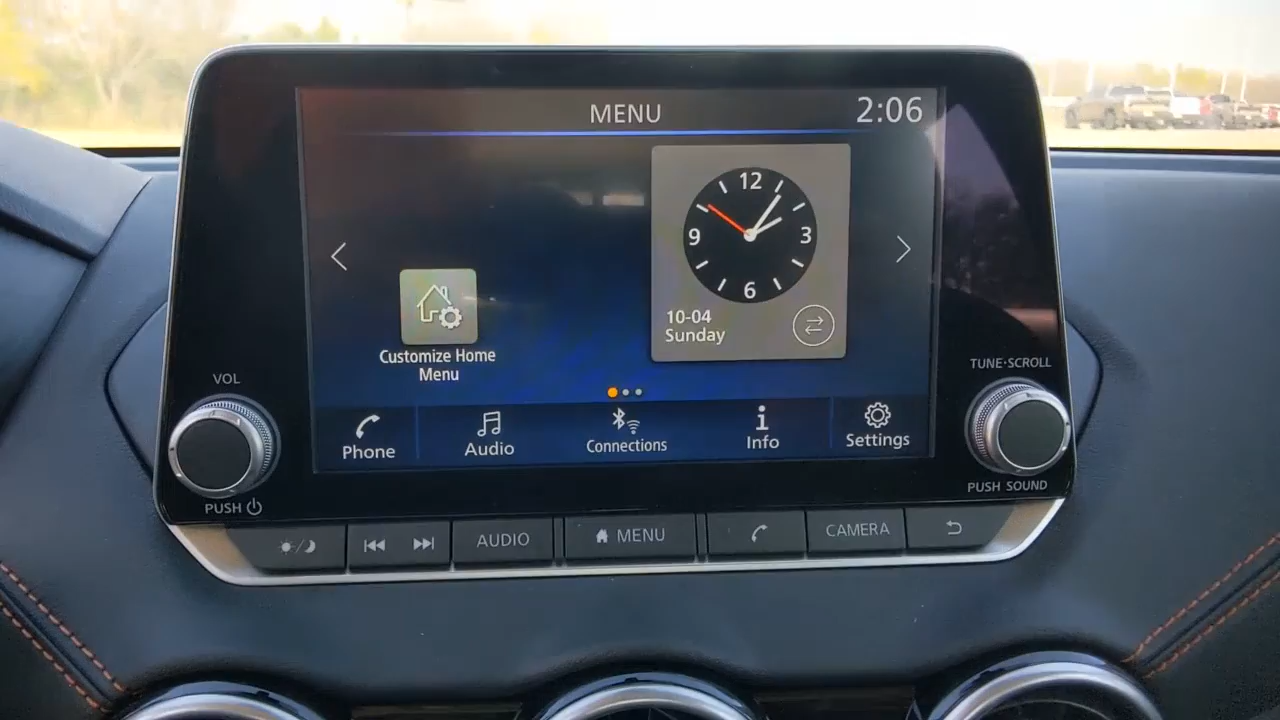 MENU
2:06
12
9
3
6
10-04
Sunday
Customize Home
Menu
Phone
Audio
Connections
Info
Settings
VOL
PUSH
TUNE·SCROLL
PUSH SOUND
AUDIO
MENU
CAMERA